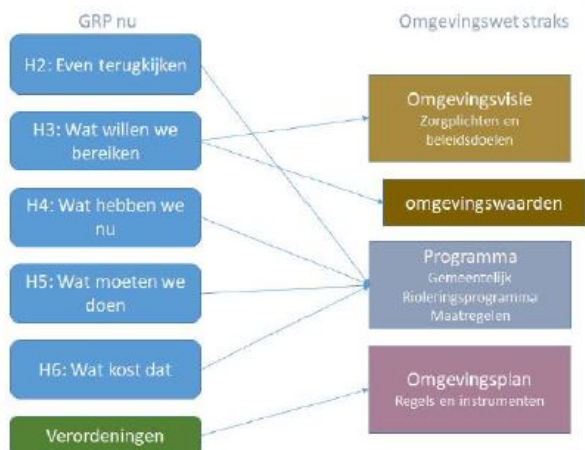 GRP nu
H2: Even terugkijken
H3: Wat willen we
bereiken
H4: Wat hebben we
nu
H5: Wat moeten we
doen
H6: Wat kost dat
Verordeningen
Omgevingswet straks
Omgevingsvisie
Zorgplichten en
beleidsdoelen
omgevingswaarden
Programma
Gemeentelijk
Rioleringsprogramma
Maatregelen
Omgevingsplan
Regels en instrumenten